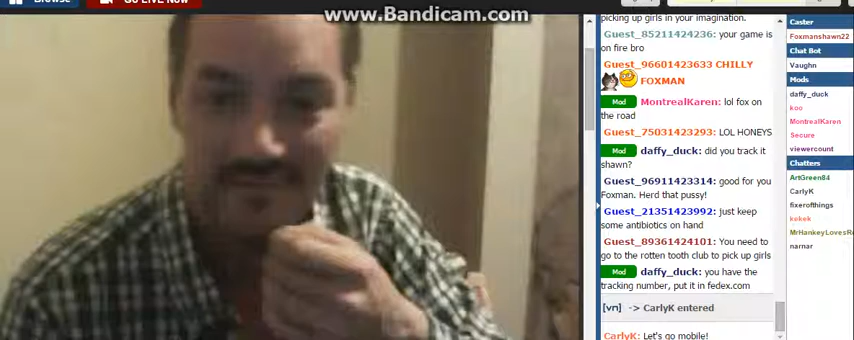 Browse
GO LIVE NOW
www.Bandicam.com
picking up girls in your imagination.
Guest_85211424236: your game is
on fire bro
Guest_96601423633 CHILLY
FOXMAN
Mod MontrealKaren: lol fox on
the road
Guest_75031423293: LOL HONEYS
Mod daffy_duck: did you track it
shawn?
Guest_96911423314: good for you
Foxman. Herd that pussy!
Guest_21351423992: just keep
some antibiotics on hand
Guest_89361424101: You need to
go to the rotten tooth club to pick up girls
Mod daffy_duck: you have the
tracking number, put it in fedex.com
[vn] -> CarlyK entered
CarlyK: Let's go mobile!
Caster
Foxmanshawn22
Chat Bot
Vaughn
Mods
daffy_duck
koo
MontrealKaren
Secure
viewercount
Chatters
ArtGreen84
CarlyK
fixerofthings
kekek
MrHankeyLovesR
narnar